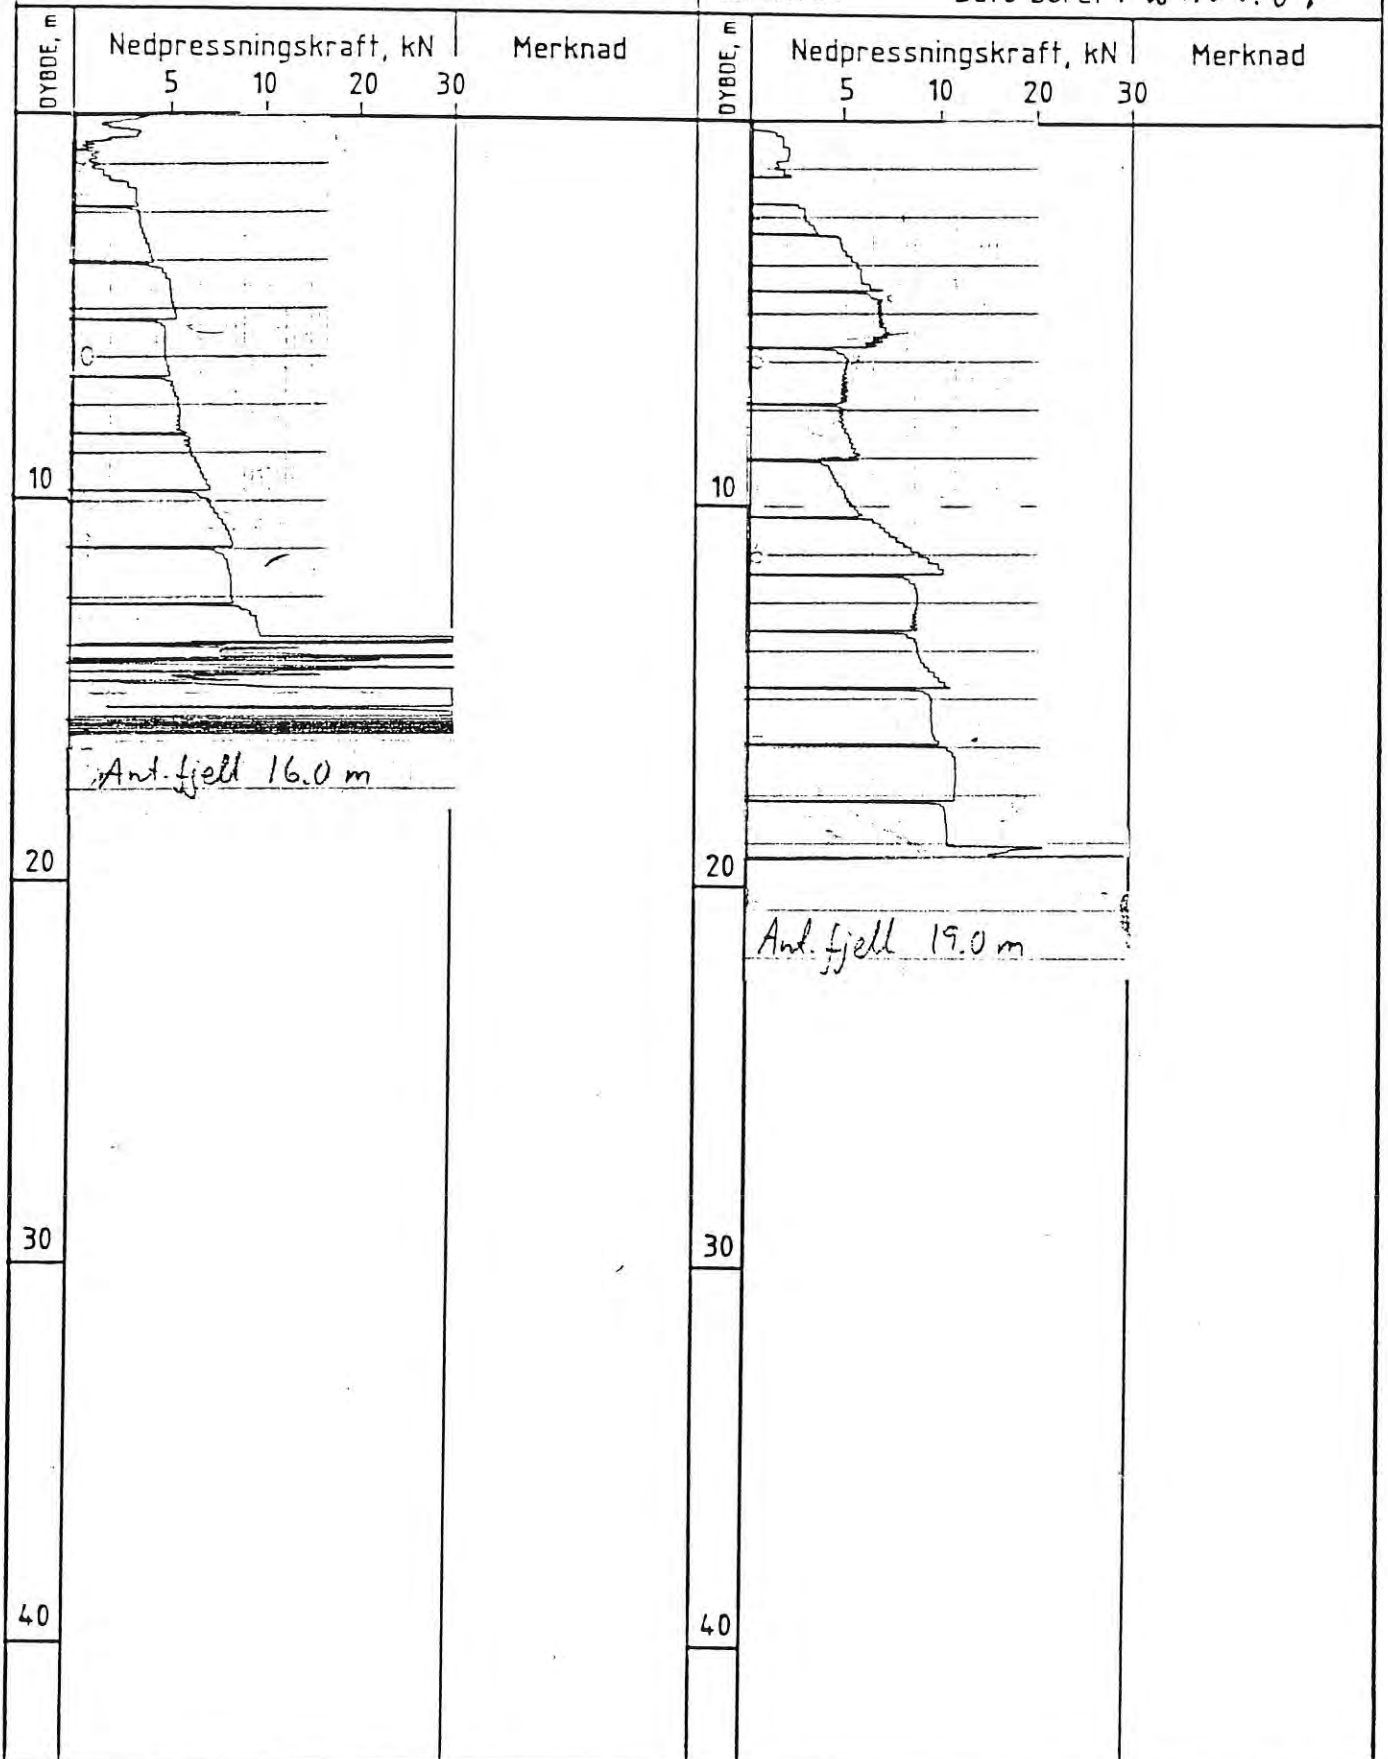 DYBDE, m
Nedpressningskraft, kN
Merknad
5 10 20 30
10
Ant. fjell 16.0 m
20
30
40
DYBDE, m
Nedpressningskraft, kN
Merknad
5 10 20 30
10
20
Ant. fjell 19.0 m
30
40